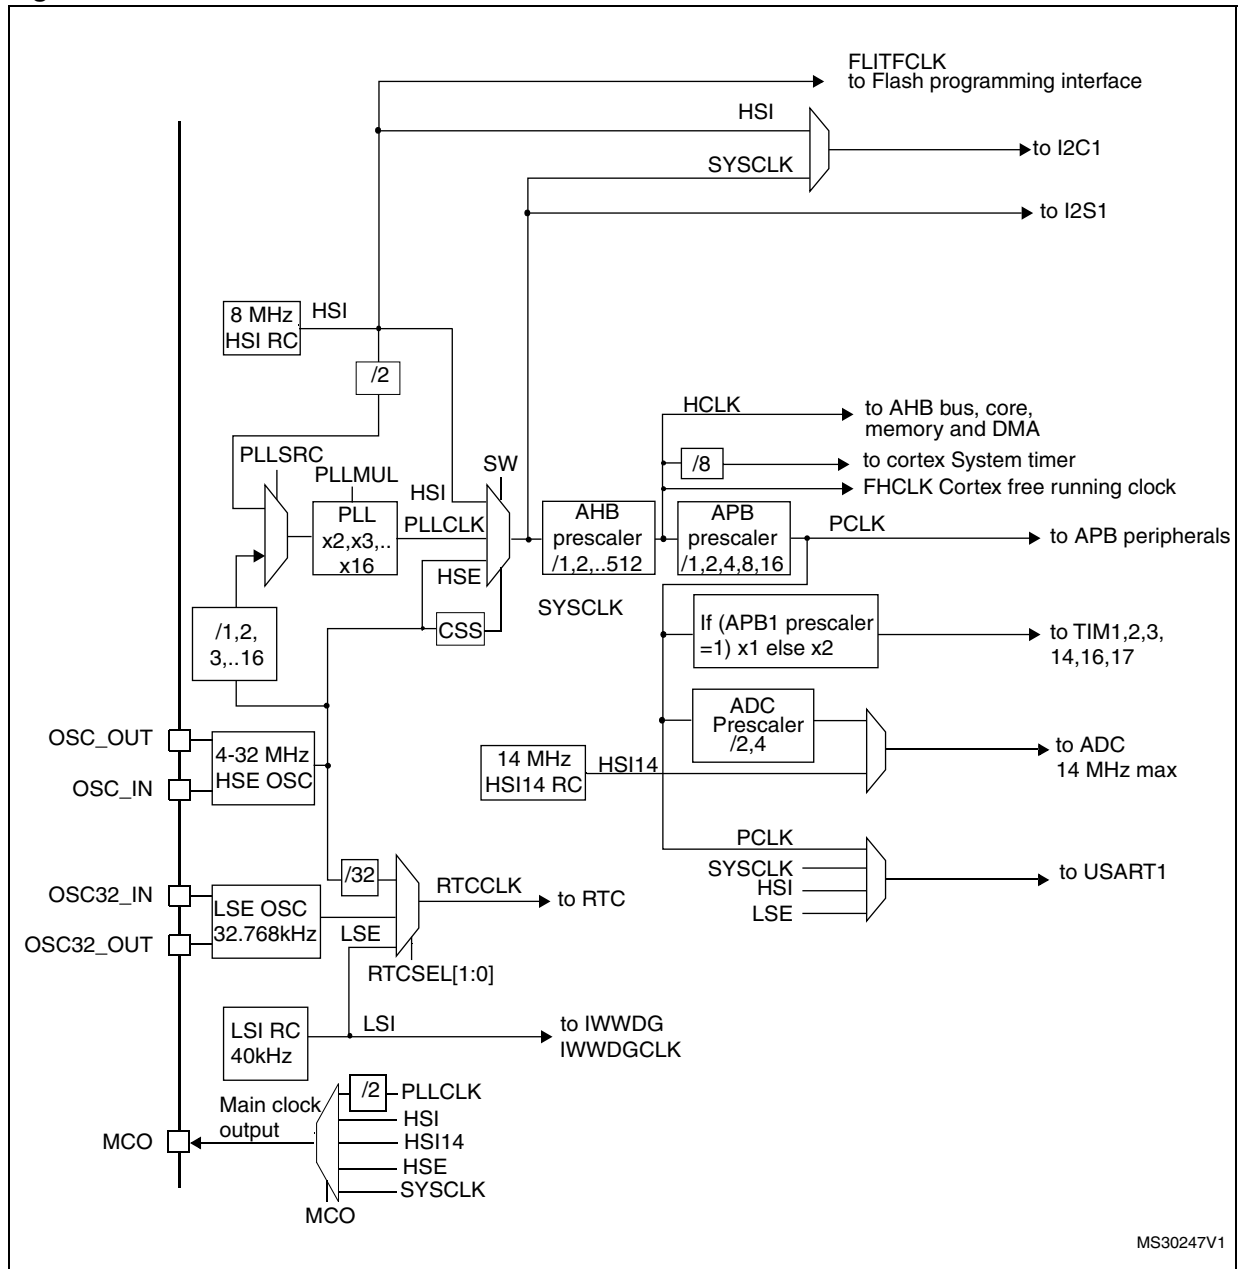 FLITFCLK
to Flash programming interface
HSI
to I2C1
SYSCLK
to I2S1
8 MHz
HSI RC
HSI
/2
HCLK
to AHB bus, core,
memory and DMA
/8
to cortex System timer
FHCLK Cortex free running clock
PLLSRC
PLLMUL
PLL
x2,x3,..
x16
HSI
PLLCLK
HSE
SW
CSS
AHB
prescaler
/1,2,..512
APB
prescaler
/1,2,4,8,16
PCLK
to APB peripherals
SYSCLK
/1,2,
3,..16
If (APB1 prescaler
=1) x1 else x2
to TIM1,2,3,
14,16,17
ADC
Prescaler
/2,4
to ADC
14 MHz max
OSC_OUT
OSC_IN
4-32 MHz
HSE OSC
14 MHz
HSI14 RC
HSI14
PCLK
SYSCLK
HSI
LSE
to USART1
/32
RTCCLK
to RTC
OSC32_IN
OSC32_OUT
LSE OSC
32.768kHz
LSE
RTCSEL[1:0]
LSI RC
40kHz
LSI
to IWWDG
IWWDGCLK
/2
PLLCLK
HSI
HSI14
HSE
SYSCLK
Main clock
output
MCO
MCO
MS30247V1